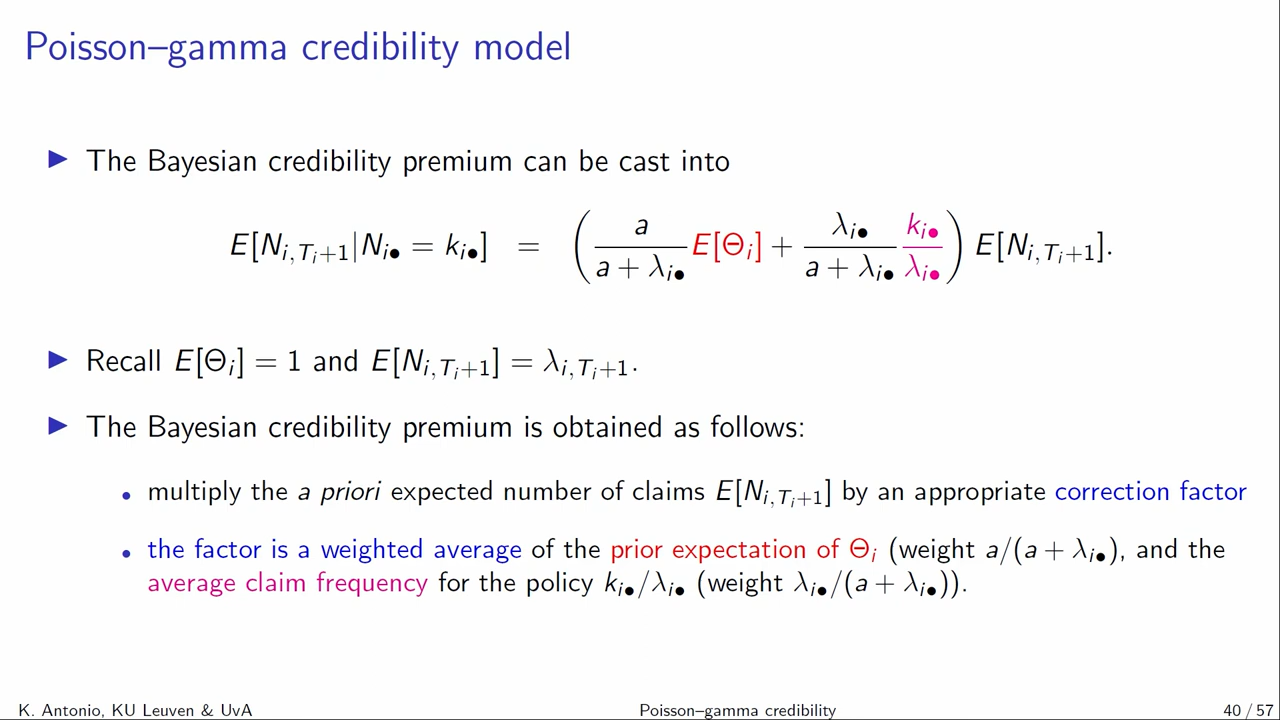 Poisson–gamma credibility model
▶ The Bayesian credibility premium can be cast into
E[N_{i,T_i+1}|N_{i•} = k_{i•}] = ( a/(a + λ_{i•}) E[Θ_i] + λ_{i•}/(a + λ_{i•}) k_{i•}/λ_{i•} ) E[N_{i,T_i+1}].
▶ Recall E[Θ_i] = 1 and E[N_{i,T_i+1}] = λ_{i,T_i+1}.
▶ The Bayesian credibility premium is obtained as follows:
• multiply the a priori expected number of claims E[N_{i,T_i+1}] by an appropriate correction factor
• the factor is a weighted average of the prior expectation of Θ_i (weight a/(a + λ_{i•}), and the
average claim frequency for the policy k_{i•}/λ_{i•} (weight λ_{i•}/(a + λ_{i•})).
K. Antonio, KU Leuven & UvA
Poisson–gamma credibility
40 / 57